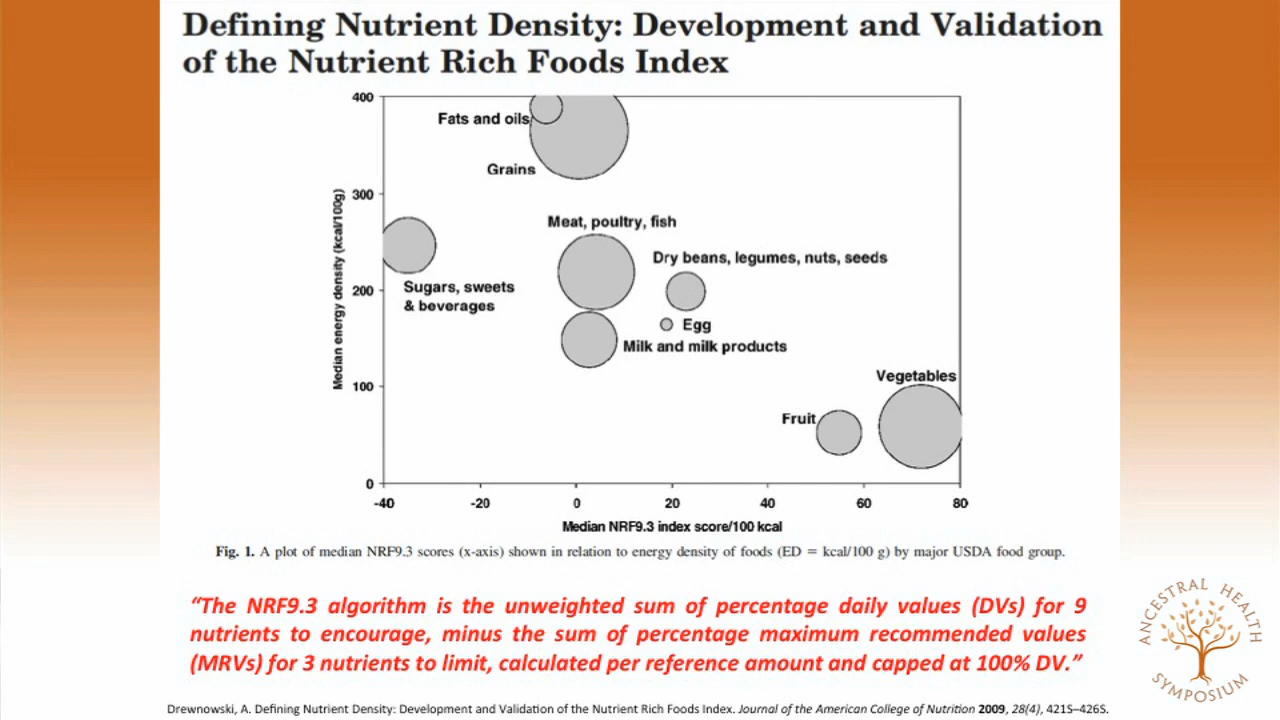 Defining Nutrient Density: Development and Validation
of the Nutrient Rich Foods Index
400
Fats and oils
Grains
300
Meat, poultry, fish
Dry beans, legumes, nuts, seeds
Sugars, sweets
& beverages
200
Egg
Milk and milk products
Median energy density (kcal/100g)
100
Vegetables
Fruit
0
-40 -20 0 20 40 60 80
Median NRF9.3 index score/100 kcal
Fig. 1. A plot of median NRF9.3 scores (x-axis) shown in relation to energy density of foods (ED = kcal/100 g) by major USDA food group.
“The NRF9.3 algorithm is the unweighted sum of percentage daily values (DVs) for 9
nutrients to encourage, minus the sum of percentage maximum recommended values
(MRVs) for 3 nutrients to limit, calculated per reference amount and capped at 100% DV.”
ANCESTRAL HEALTH
SYMPOSIUM
Drewnowski, A. Defining Nutrient Density: Development and Validation of the Nutrient Rich Foods Index. Journal of the American College of Nutrition 2009, 28(4), 421S–426S.